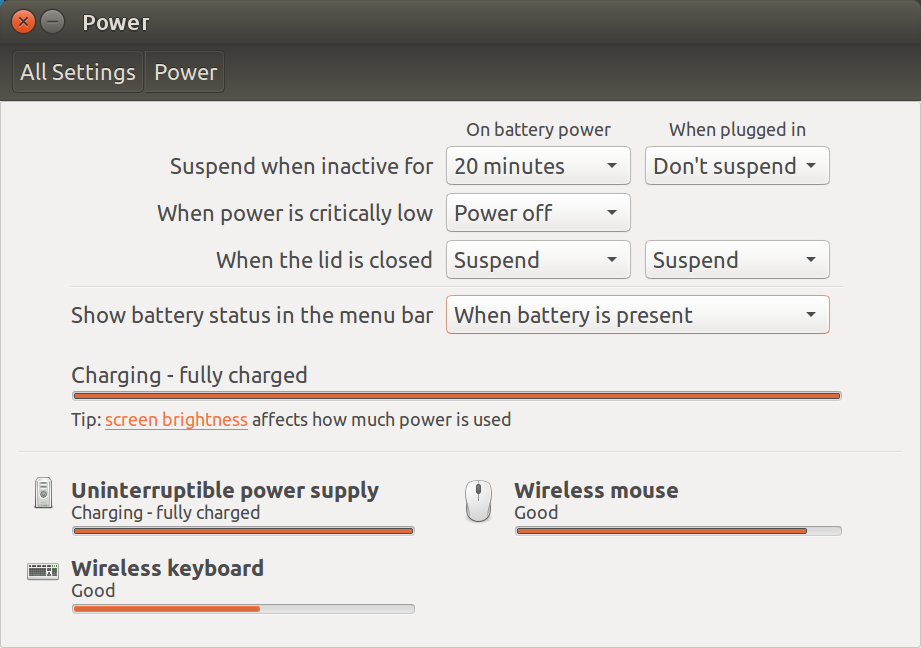 Power
All Settings Power
On battery power When plugged in
Suspend when inactive for 20 minutes Don't suspend
When power is critically low Power off
When the lid is closed Suspend Suspend
Show battery status in the menu bar When battery is present
Charging - fully charged
Tip: screen brightness affects how much power is used
Uninterruptible power supply
Charging - fully charged
Wireless mouse
Good
Wireless keyboard
Good